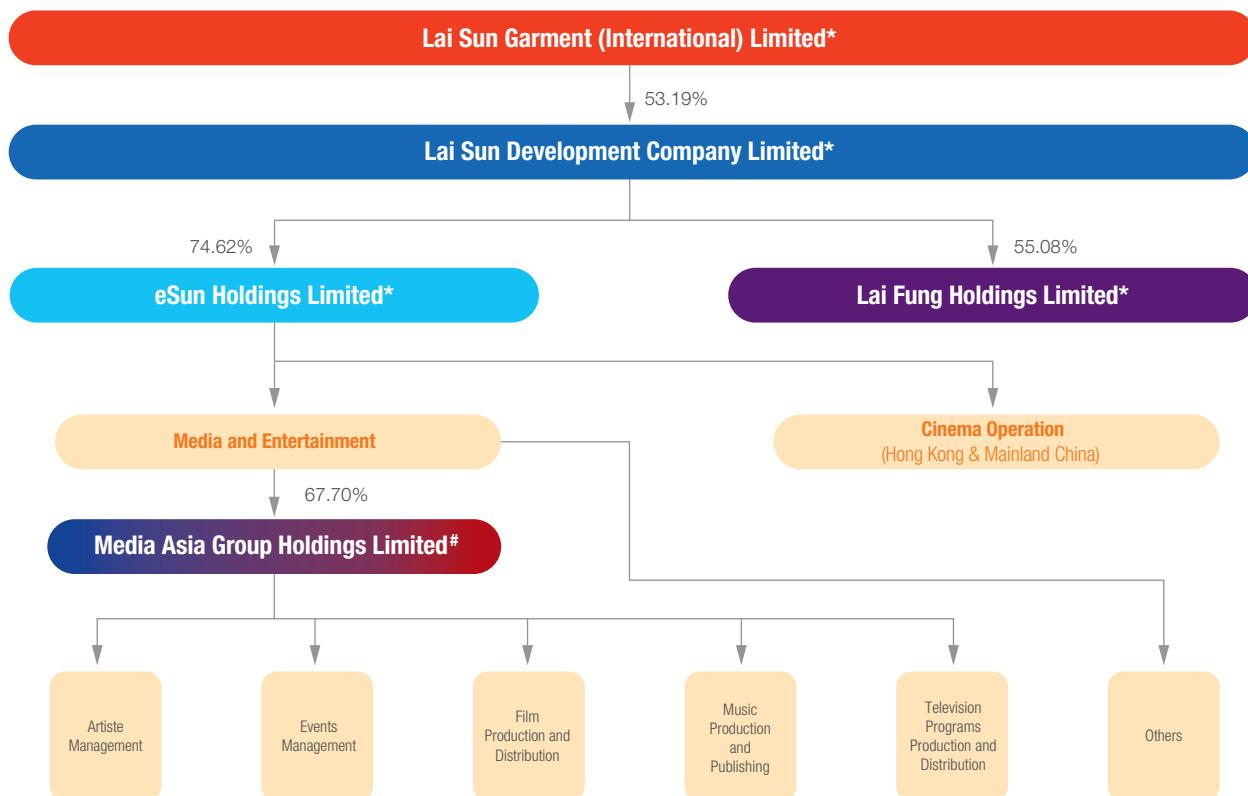 Lai Sun Garment (International) Limited*
53.19%
Lai Sun Development Company Limited*
74.62%
55.08%
eSun Holdings Limited*
Lai Fung Holdings Limited*
Media and Entertainment
Cinema Operation
(Hong Kong & Mainland China)
67.70%
Media Asia Group Holdings Limited#
Artiste
Management
Events
Management
Film
Production and
Distribution
Music
Production
and
Publishing
Television
Programs
Production and
Distribution
Others